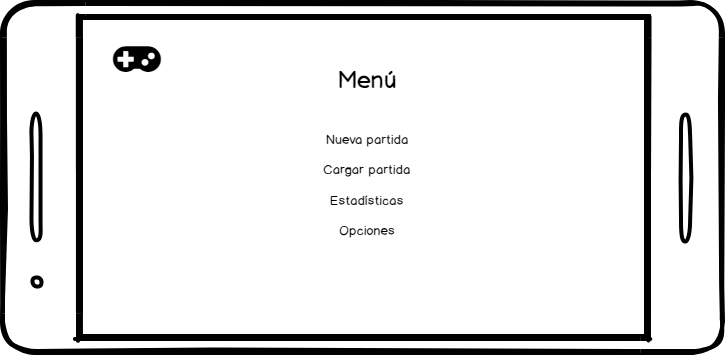 Menú
Nueva partida
Cargar partida
Estadísticas
Opciones